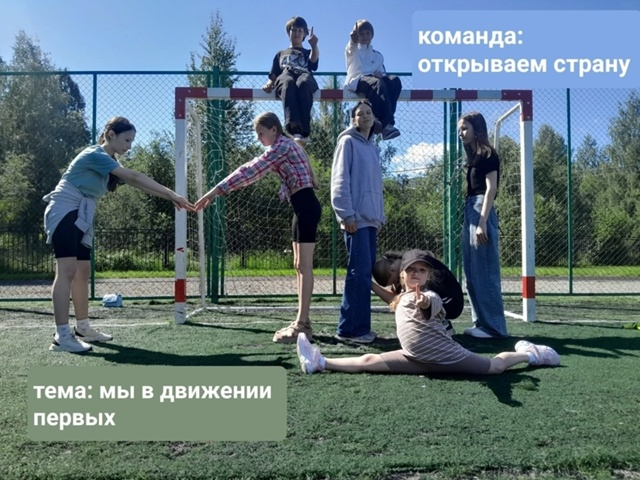 команда:
открываем страну
тема: мы в движении
первых